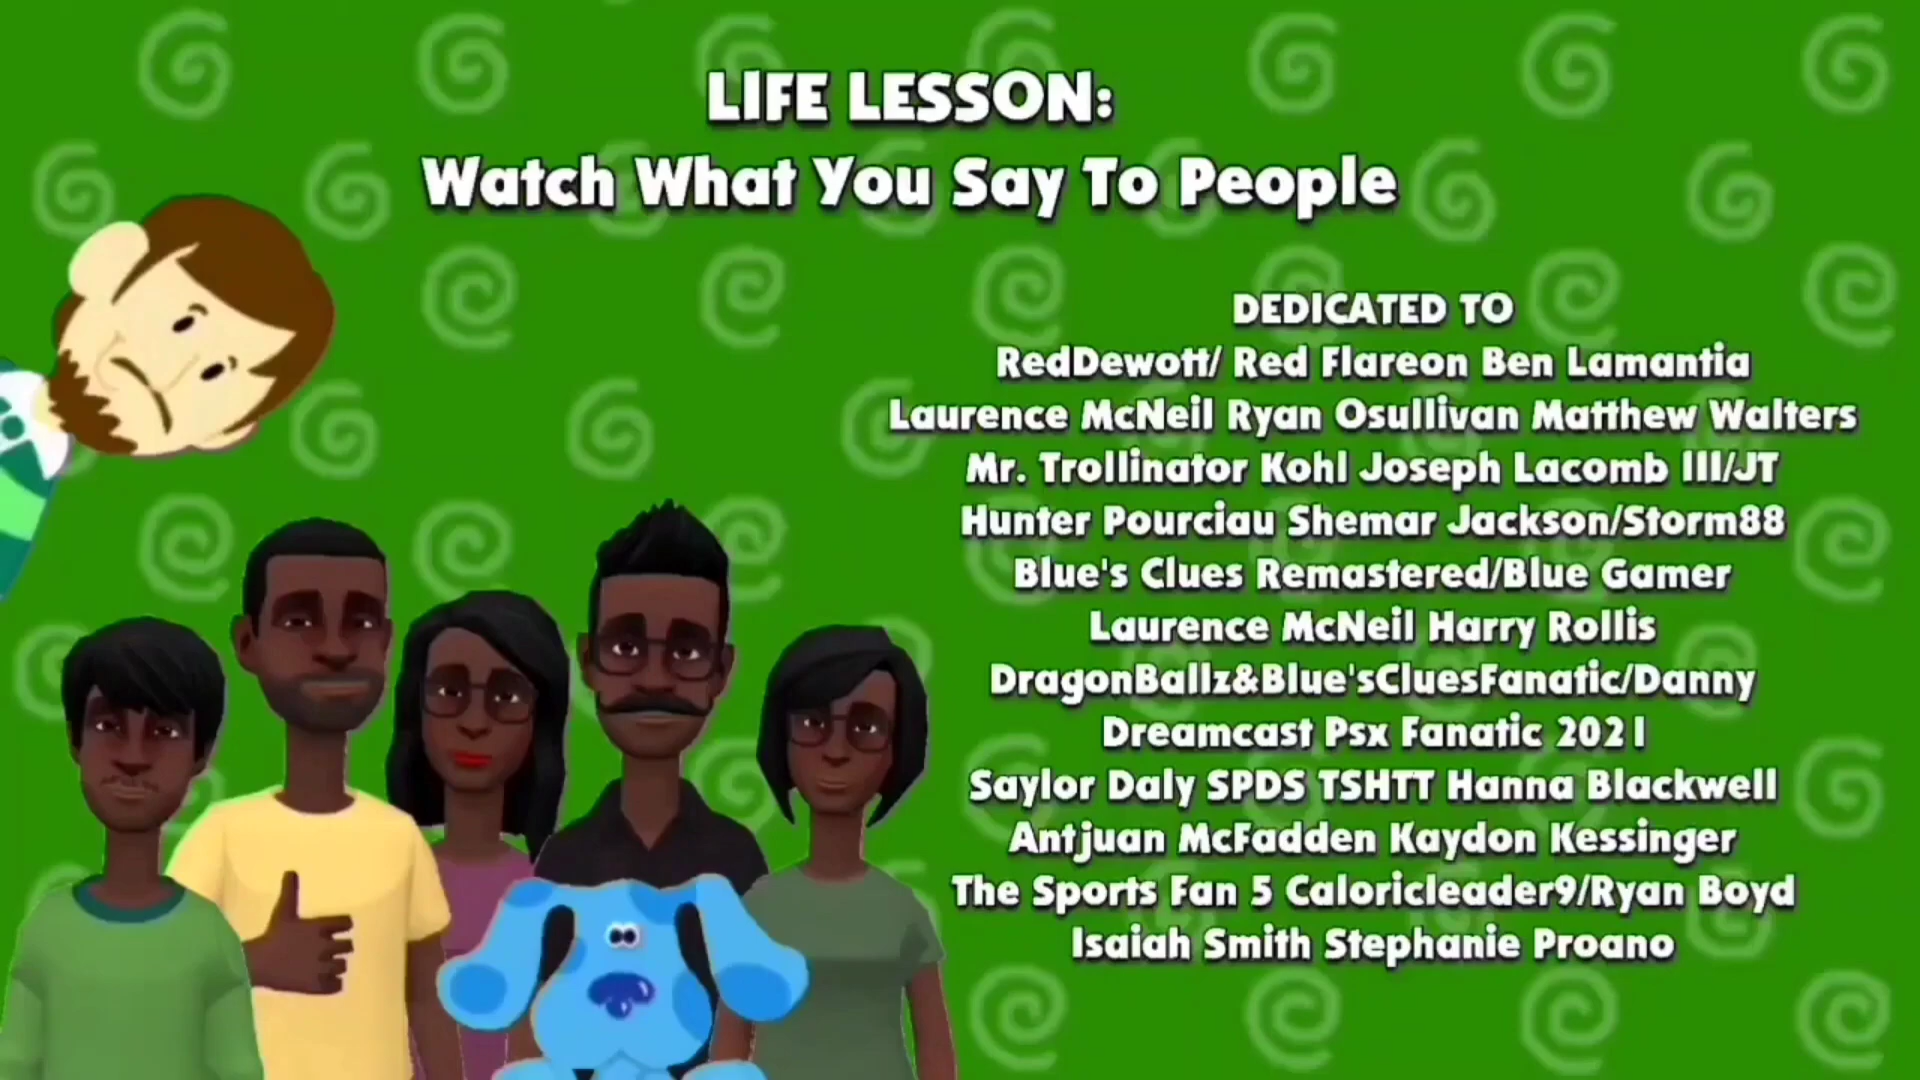 LIFE LESSON:
Watch What You Say To People
DEDICATED TO
RedDewott/ Red Flareon Ben Lamantia
Laurence McNeil Ryan Osullivan Matthew Walters
Mr. Trollinator Kohl Joseph Lacomb III/JT
Hunter Pourciau Shemar Jackson/Storm88
Blue's Clues Remastered/Blue Gamer
Laurence McNeil Harry Rollis
DragonBallz&Blue'sCluesFanatic/Danny
Dreamcast Psx Fanatic 2021
Saylor Daly SPDS TSHTT Hanna Blackwell
Antjuan McFadden Kaydon Kessinger
The Sports Fan 5 Caloricleader9/Ryan Boyd
Isaiah Smith Stephanie Proano